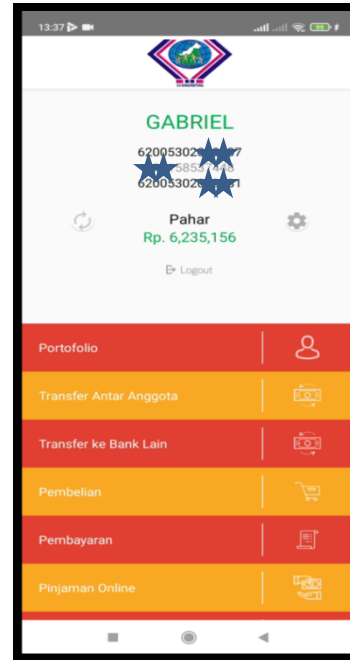 13:37
GABRIEL
Pahar
Rp. 6,235,156
Logout
Portofolio
Transfer Antar Anggota
Transfer ke Bank Lain
Pembelian
Pembayaran
Pinjaman Online